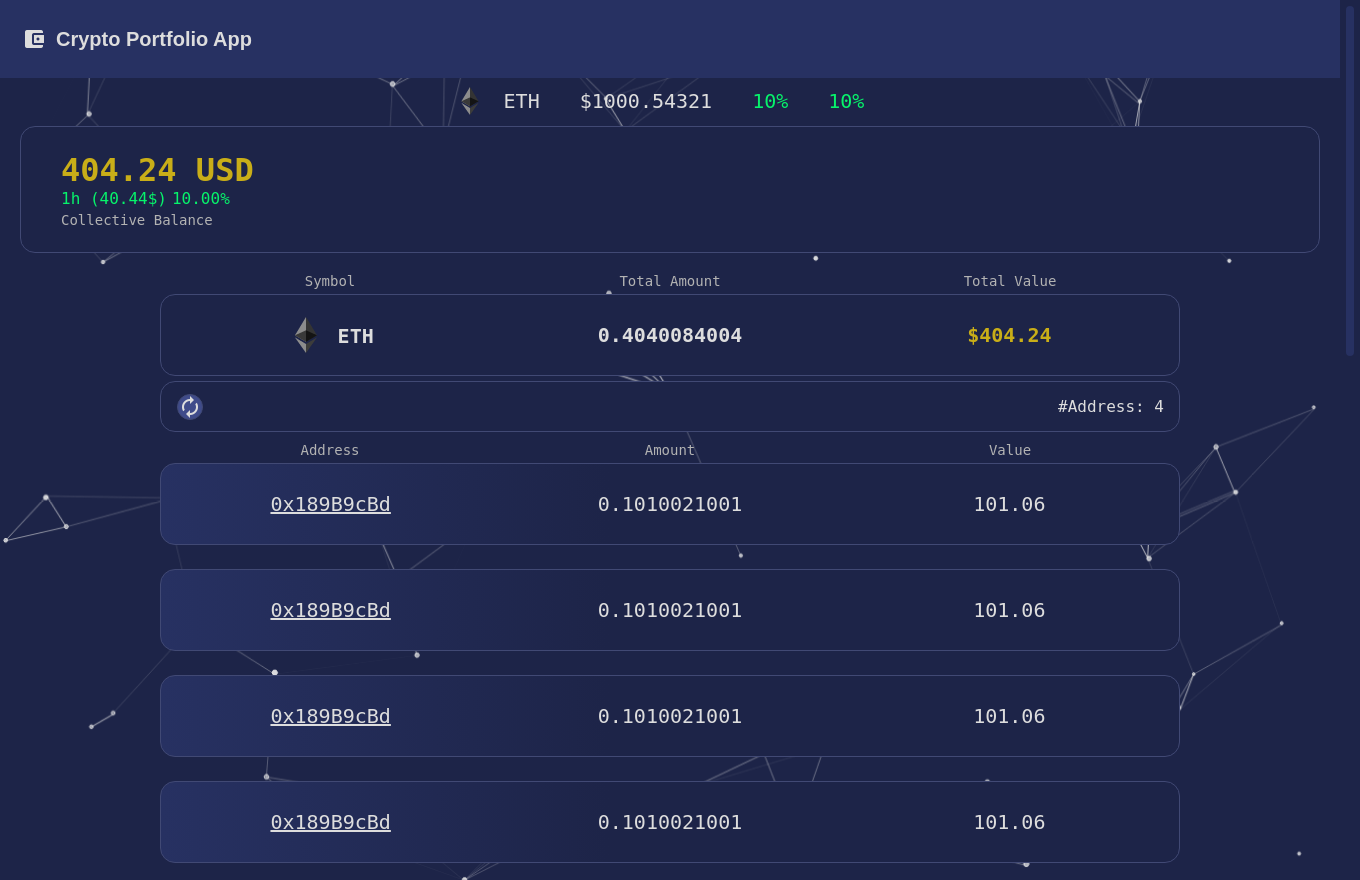 Crypto Portfolio App
ETH $1000.54321 10% 10%
404.24 USD
1h (40.44$) 10.00%
Collective Balance
Symbol Total Amount Total Value
ETH 0.4040084004 $404.24
#Address: 4
Address Amount Value
0x189B9cBd 0.1010021001 101.06
0x189B9cBd 0.1010021001 101.06
0x189B9cBd 0.1010021001 101.06
0x189B9cBd 0.1010021001 101.06